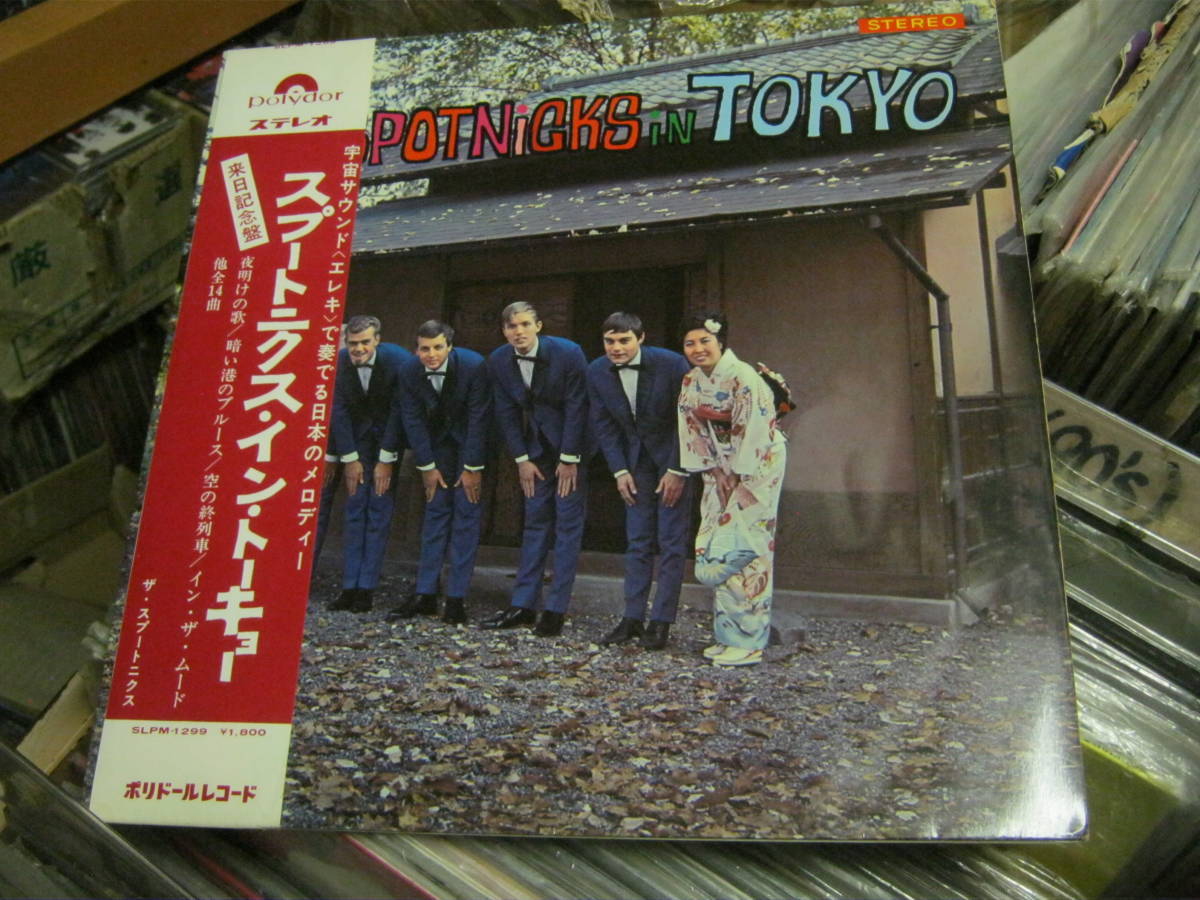 STEREO
POTNiCKS iN TOKYO
polydor
ステレオ
来日記念盤
スプートニクス・イン・トーキョー
宇宙サウンド〈エレキ〉で奏でる日本のメロディー
夜明けの歌/暗い港のブルース/空の終列車/イン・ザ・ムード
他全14曲
ザ・スプートニクス
SLPM-1299 ¥1,800
ポリドールレコード
00's